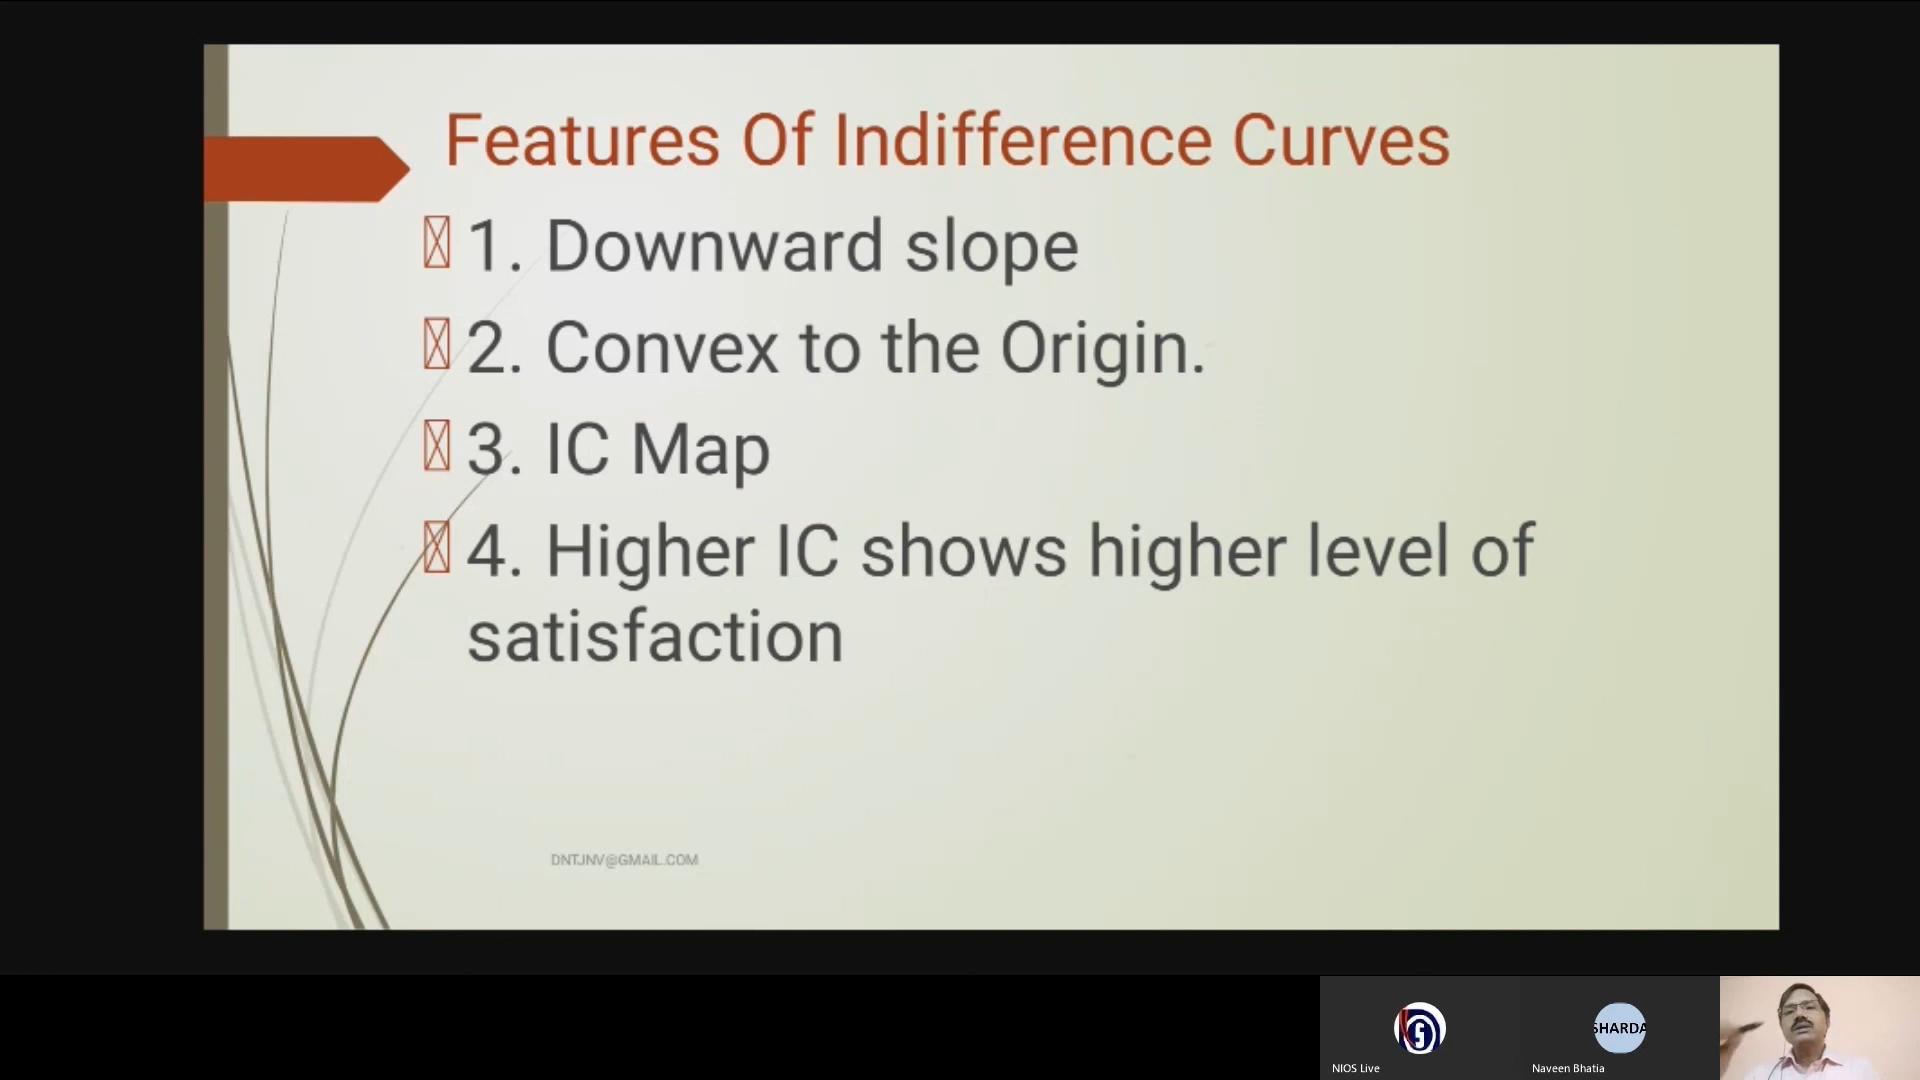 Features Of Indifference Curves
1. Downward slope
2. Convex to the Origin.
3. IC Map
4. Higher IC shows higher level of
satisfaction
DNTJNV@GMAIL.COM
SHARDA
NIOS Live
Naveen Bhatia